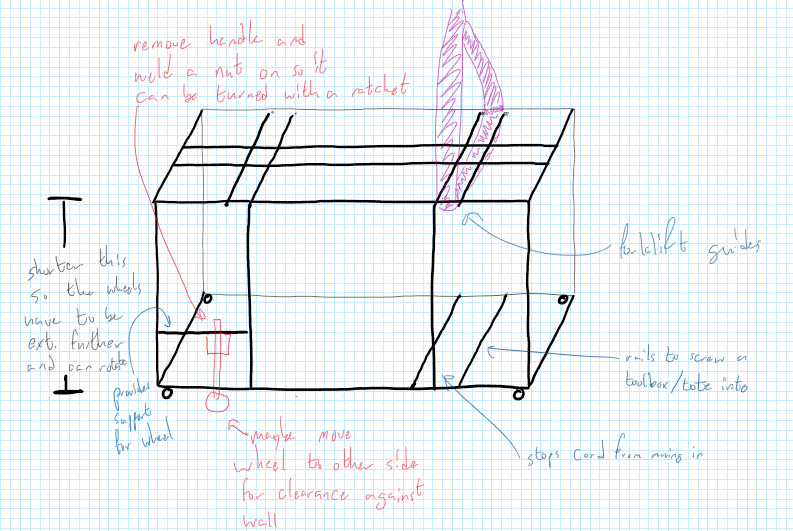 remove handle and
weld a nut on so it
can be turned with a ratchet
forklift guides
shorten this
so the wheels
have to be
ext. further
and can rotate
provides
support
for wheel
rails to screw a
toolbox/tote into
stops cord from moving in
maybe move
wheel to other side
for clearance against
wall